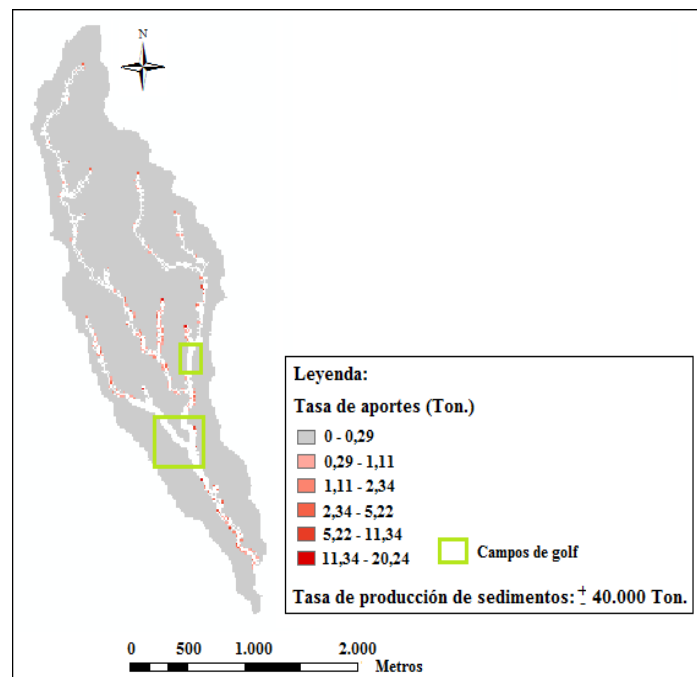 N
Leyenda:
Tasa de aportes (Ton.)
0 - 0,29
0,29 - 1,11
1,11 - 2,34
2,34 - 5,22
5,22 - 11,34
11,34 - 20,24
Campos de golf
Tasa de producción de sedimentos: ± 40.000 Ton.
0 500 1.000 2.000
Metros